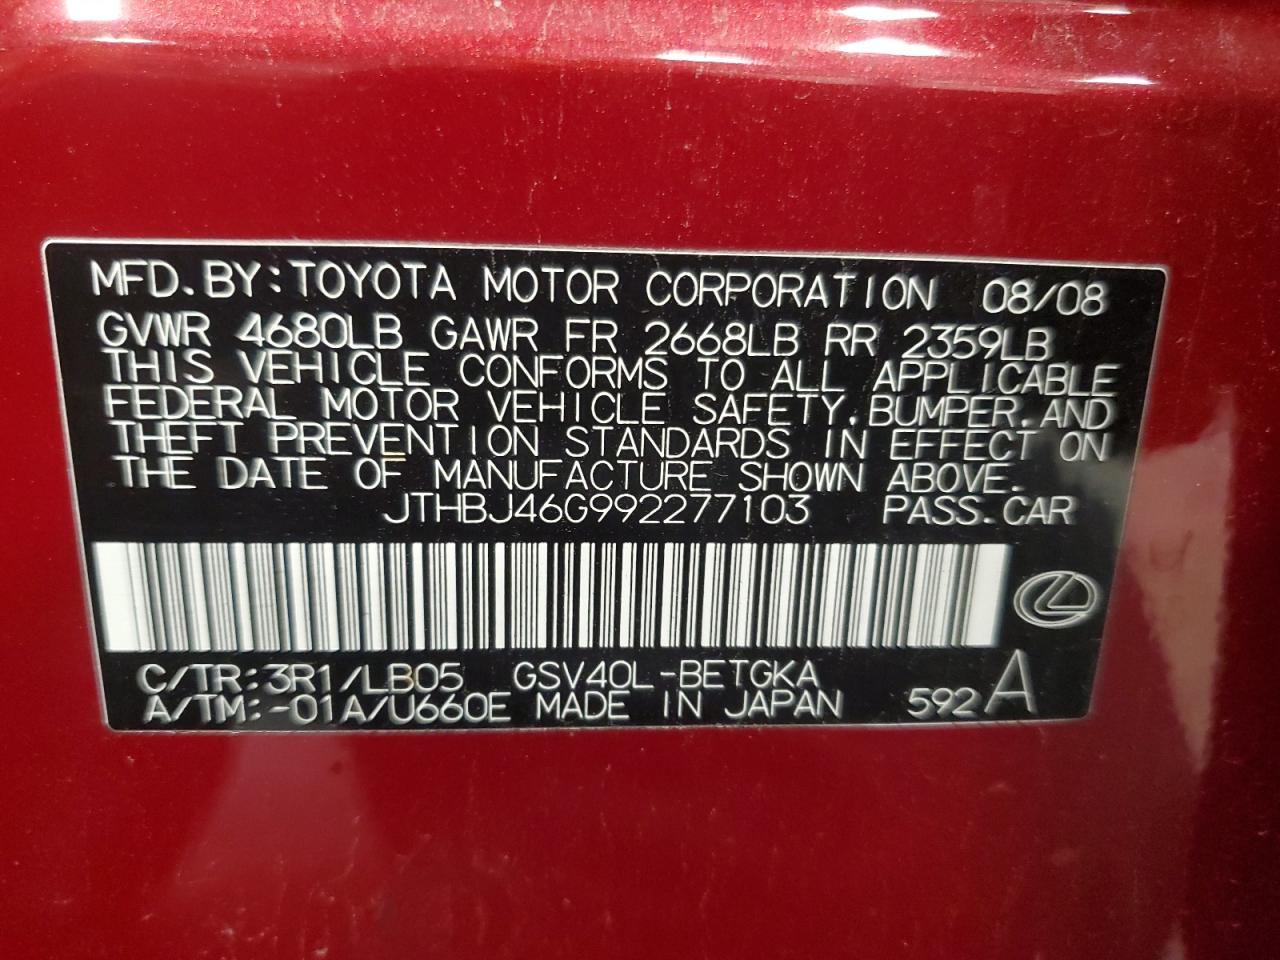 MFD. BY: TOYOTA MOTOR CORPORATION 08/08
GVWR 4680LB GAWR FR 2668LB RR 2359LB
THIS VEHICLE CONFORMS TO ALL APPLICABLE
FEDERAL MOTOR VEHICLE SAFETY, BUMPER, AND
THEFT PREVENTION STANDARDS IN EFFECT ON
THE DATE OF MANUFACTURE SHOWN ABOVE.
JTHBJ46G992277103 PASS. CAR
C/TR: 3R1/LB05 GSV40L-BETGKA
A/TM: -01A/U660E MADE IN JAPAN 592 A